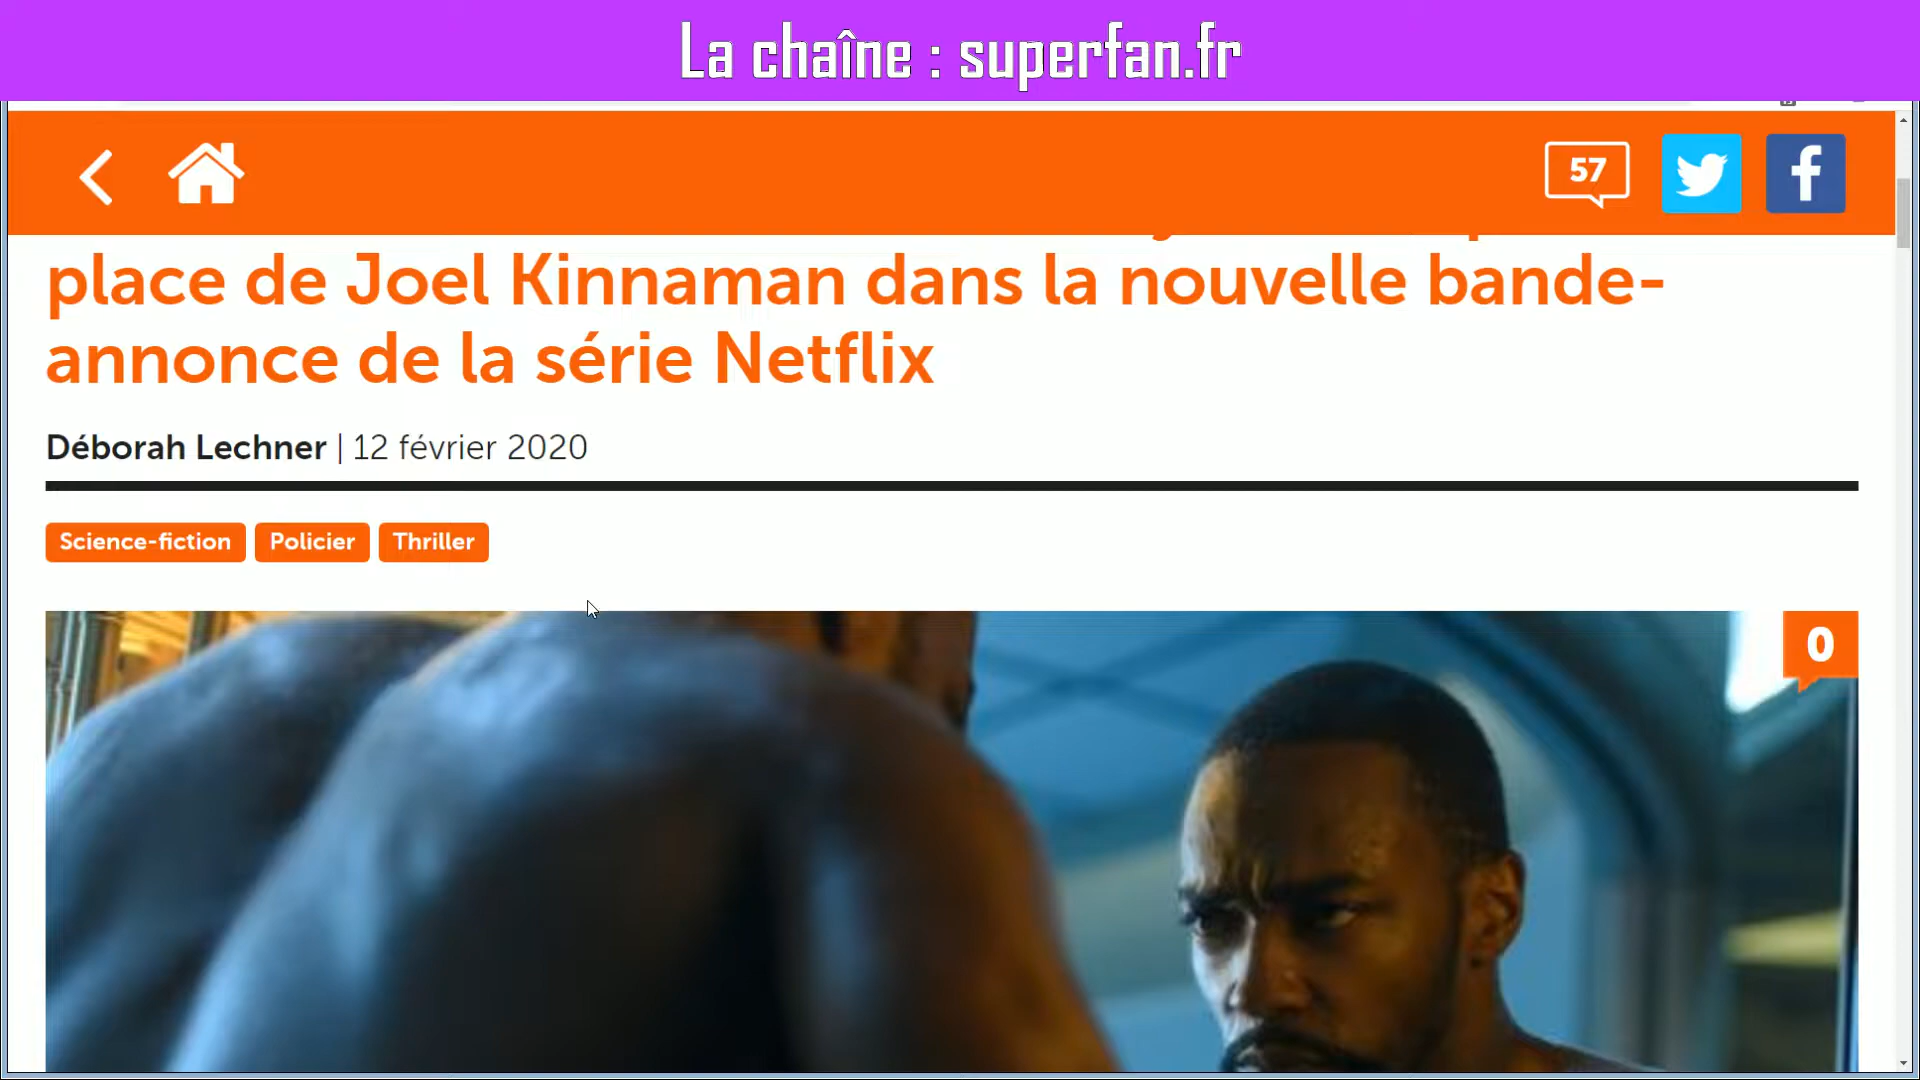 La chaîne : superfan.fr
57
place de Joel Kinnaman dans la nouvelle bande-
annonce de la série Netflix
Déborah Lechner | 12 février 2020
Science-fiction Policier Thriller
0